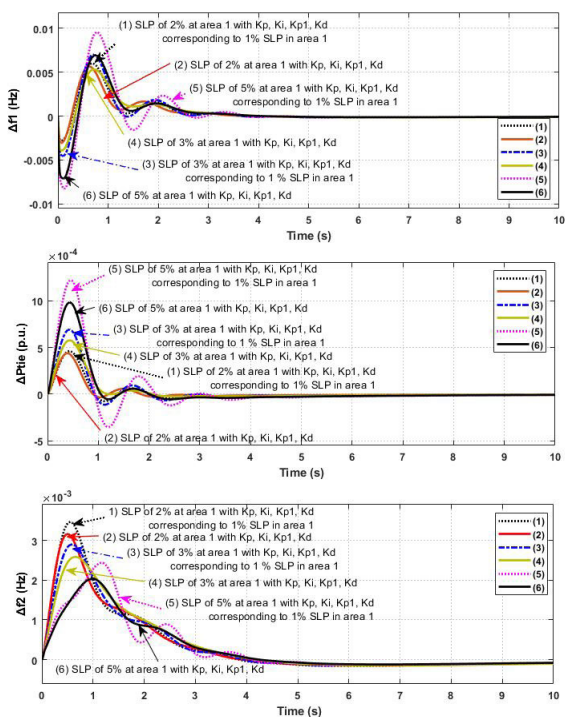 0.01
0.005
0
-0.005
-0.01
Δf1 (Hz)
(1) SLP of 2% at area 1 with Kp, Ki, Kp1, Kd
corresponding to 1% SLP in area 1
(2) SLP of 2% at area 1 with Kp, Ki, Kp1, Kd
(5) SLP of 5% at area 1 with Kp, Ki, Kp1, Kd
corresponding to 1% SLP in area 1
(4) SLP of 3% at area 1 with Kp, Ki, Kp1, Kd
(3) SLP of 3% at area 1 with Kp, Ki, Kp1, Kd
corresponding to 1 % SLP in area 1
(6) SLP of 5% at area 1 with Kp, Ki, Kp1, Kd
(1)
(2)
(3)
(4)
(5)
(6)
0 1 2 3 4 5 6 7 8 9 10
Time (s)
×10-4
10
5
0
-5
ΔPtie (p.u.)
(5) SLP of 5% at area 1 with Kp, Ki, Kp1, Kd
corresponding to 1% SLP in area 1
(6) SLP of 5% at area 1 with Kp, Ki, Kp1, Kd
(3) SLP of 3% at area 1 with Kp, Ki, Kp1, Kd
corresponding to 1 % SLP in area 1
(4) SLP of 3% at area 1 with Kp, Ki, Kp1, Kd
(1) SLP of 2% at area 1 with Kp, Ki, Kp1, Kd
corresponding to 1% SLP in area 1
(2) SLP of 2% at area 1 with Kp, Ki, Kp1, Kd
(1)
(2)
(3)
(4)
(5)
(6)
0 1 2 3 4 5 6 7 8 9 10
Time (s)
×10-3
3
2
1
0
Δf2 (Hz)
1) SLP of 2% at area 1 with Kp, Ki, Kp1, Kd
corresponding to 1% SLP in area 1
(2) SLP of 2% at area 1 with Kp, Ki, Kp1, Kd
(3) SLP of 3% at area 1 with Kp, Ki, Kp1, Kd
corresponding to 1 % SLP in area 1
(4) SLP of 3% at area 1 with Kp, Ki, Kp1, Kd
(5) SLP of 5% at area 1 with Kp, Ki, Kp1, Kd
corresponding to 1% SLP in area 1
(6) SLP of 5% at area 1 with Kp, Ki, Kp1, Kd
(1)
(2)
(3)
(4)
(5)
(6)
0 1 2 3 4 5 6 7 8 9 10
Time (s)